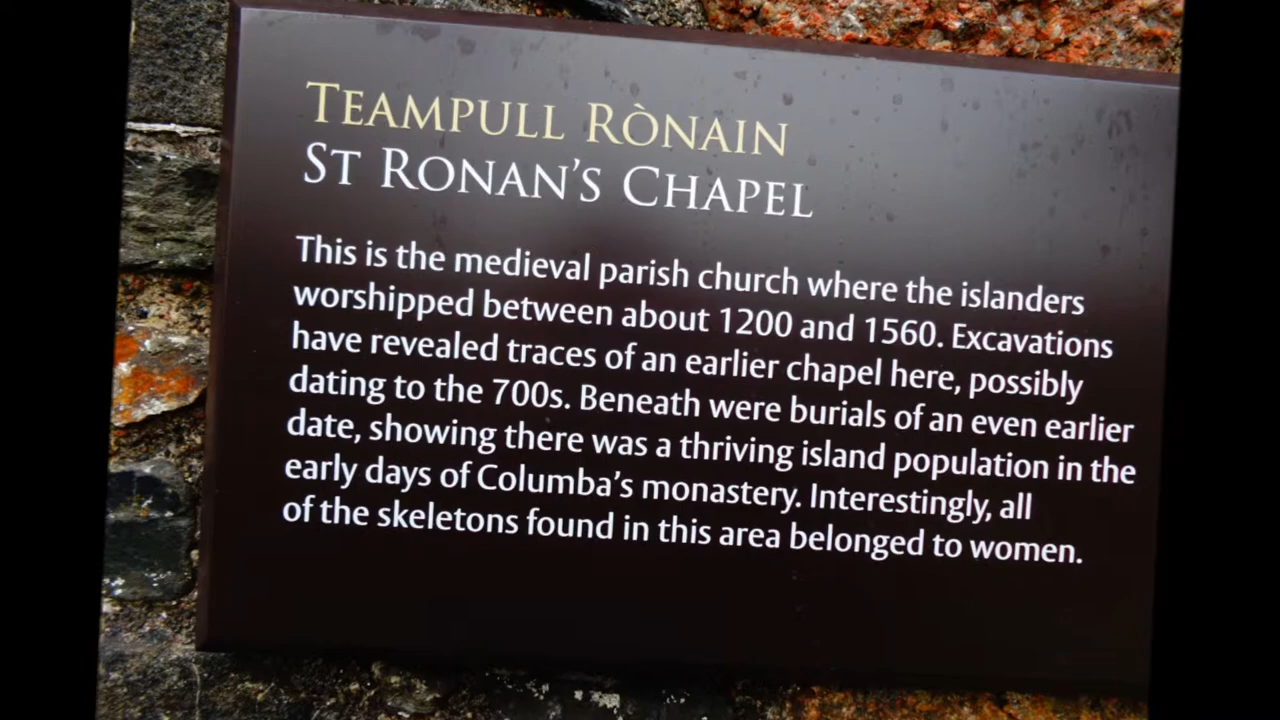 TEAMPULL RÒNAIN
ST RONAN’S CHAPEL
This is the medieval parish church where the islanders
worshipped between about 1200 and 1560. Excavations
have revealed traces of an earlier chapel here, possibly
dating to the 700s. Beneath were burials of an even earlier
date, showing there was a thriving island population in the
early days of Columba’s monastery. Interestingly, all
of the skeletons found in this area belonged to women.